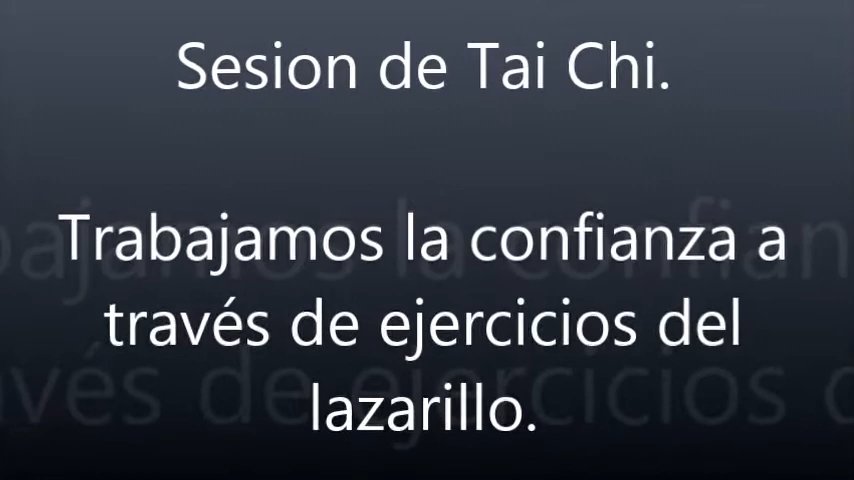 Sesion de Tai Chi.
Trabajamos la confianza a
través de ejercicios del
lazarillo.